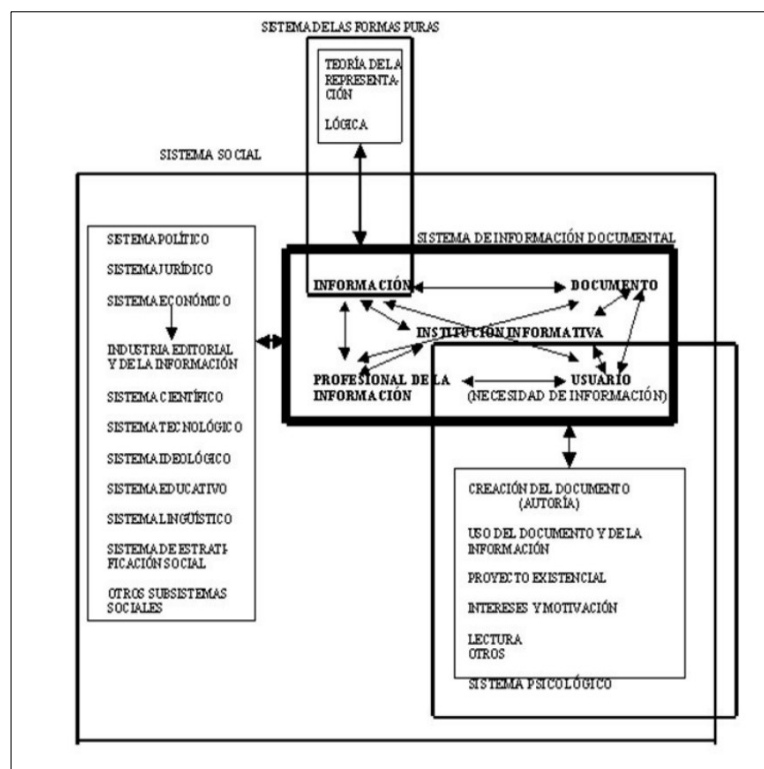 SISTEMA DE LAS FORMAS PURAS
TEORÍA DE LA
REPRESENTA-
CIÓN
LÓGICA
SISTEMA SOCIAL
SISTEMA POLÍTICO
SISTEMA JURÍDICO
SISTEMA ECONÓMICO
INDUSTRIA EDITORIAL
Y DE LA INFORMACIÓN
SISTEMA CIENTÍFICO
SISTEMA TECNOLÓGICO
SISTEMA IDEOLÓGICO
SISTEMA EDUCATIVO
SISTEMA LINGÜÍSTICO
SISTEMA DE ESTRATI-
FICACIÓN SOCIAL
OTROS SUBSISTEMAS
SOCIALES
SISTEMA DE INFORMACIÓN DOCUMENTAL
INFORMACIÓN
DOCUMENTO
INSTITUCIÓN INFORMATIVA
PROFESIONAL DE LA
INFORMACIÓN
USUARIO
(NECESIDAD DE INFORMACIÓN)
CREACIÓN DEL DOCUMENTO
(AUTORÍA)
USO DEL DOCUMENTO Y DE LA
INFORMACIÓN
PROYECTO EXISTENCIAL
INTERESES Y MOTIVACIÓN
LECTURA
OTROS
SISTEMA PSICOLÓGICO